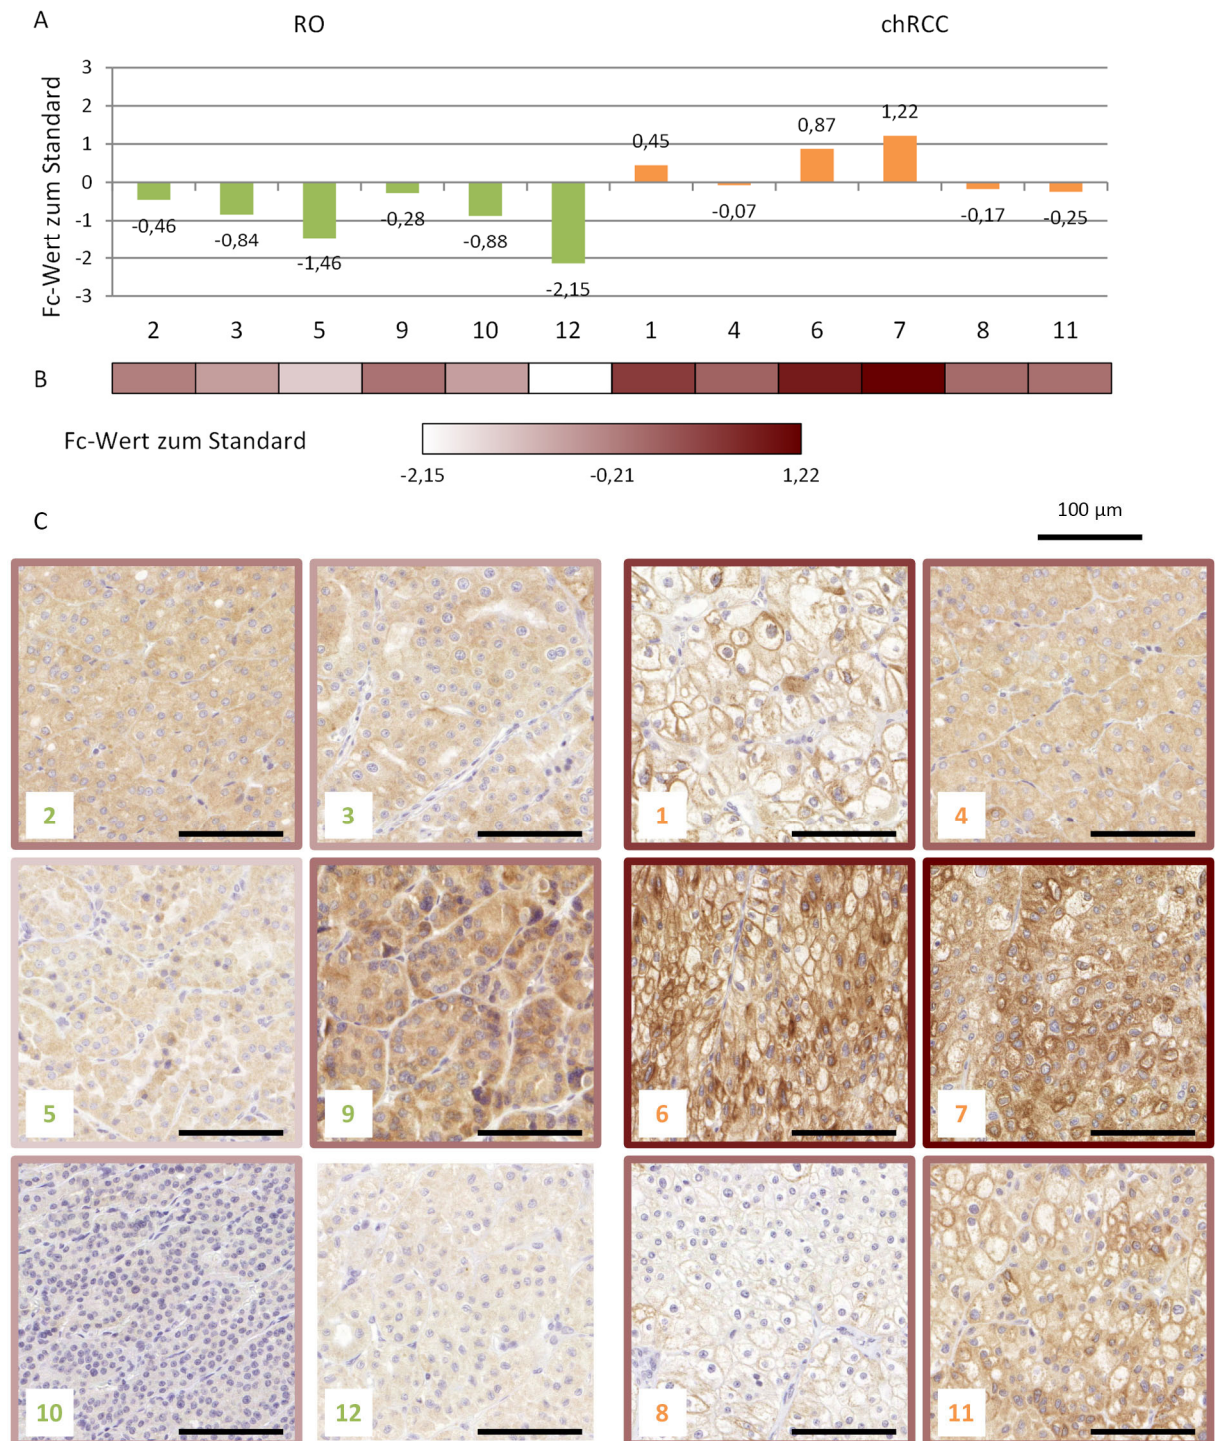 A
RO
chRCC
Fc-Wert zum Standard
3
2
1
0
-1
-2
-3
-0,46
-0,84
-1,46
-0,28
-0,88
-2,15
0,45
-0,07
0,87
1,22
-0,17
-0,25
2 3 5 9 10 12 1 4 6 7 8 11
B
Fc-Wert zum Standard
-2,15 -0,21 1,22
C
100 µm
2 3 1 4
5 9 6 7
10 12 8 11